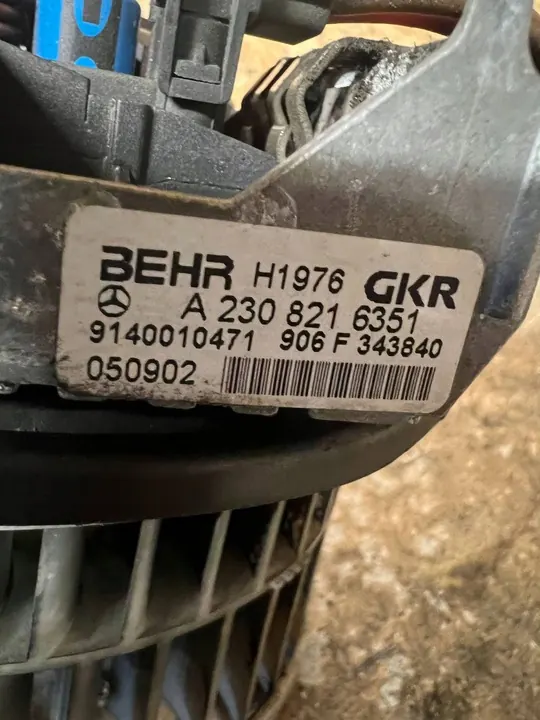 BEHR H1976 GKR
A 230 821 6351
9140010471 906 F 343840
050902